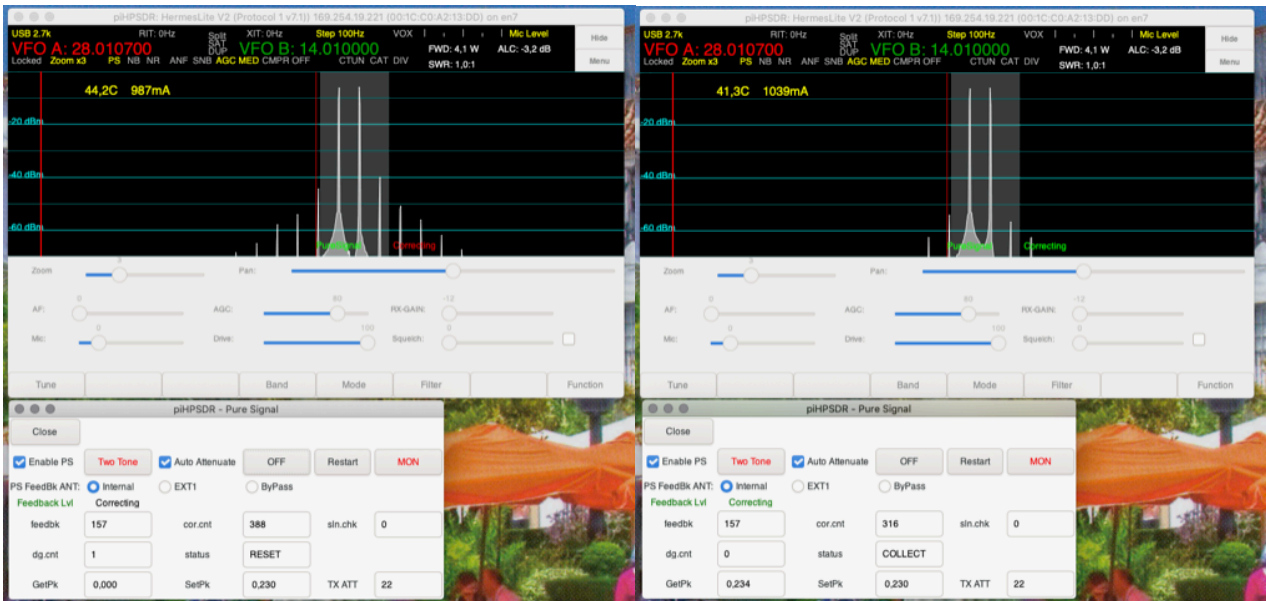 piHPSDR: HermesLite V2 (Protocol 1 v7.1)) 169.254.19.221 (00:1C:C0:A2:13:DD) on en7
USB 2.7k RIT: 0Hz Split XIT: 0Hz Step 100Hz VOX Mic Level
SAT
VFO A: 28.010700 DUP VFO B: 14.010000 FWD: 4,1 W ALC: -3,2 dB
Locked Zoom x3 PS NB NR ANF SNB AGC MED CMPR OFF CTUN CAT DIV SWR: 1,0:1
Hide
Menu
44,2C 987mA
-20 dBm
-40 dBm
-60 dBm
PureSignal Correcting
Zoom 3 Pan:
AF: 0 AGC: 80 RX-GAIN: -12
Mic: 0 Drive: 100 Squelch: 0
Tune Band Mode Filter Function
piHPSDR - Pure Signal
Close
Enable PS Two Tone Auto Attenuate OFF Restart MON
PS FeedBk ANT: Internal EXT1 ByPass
Feedback Lvl Correcting
feedbk 157 cor.cnt 388 sln.chk 0
dg.cnt 1 status RESET
GetPk 0,000 SetPk 0,230 TX ATT 22
piHPSDR: HermesLite V2 (Protocol 1 v7.1)) 169.254.19.221 (00:1C:C0:A2:13:DD) on en7
USB 2.7k RIT: 0Hz Split XIT: 0Hz Step 100Hz VOX Mic Level
SAT
VFO A: 28.010700 DUP VFO B: 14.010000 FWD: 4,1 W ALC: -3,2 dB
Locked Zoom x3 PS NB NR ANF SNB AGC MED CMPR OFF CTUN CAT DIV SWR: 1,0:1
Hide
Menu
41,3C 1039mA
-20 dBm
-40 dBm
-60 dBm
PureSignal Correcting
Zoom 3 Pan:
AF: 0 AGC: 80 RX-GAIN: -12
Mic: 0 Drive: 100 Squelch: 0
Tune Band Mode Filter Function
piHPSDR - Pure Signal
Close
Enable PS Two Tone Auto Attenuate OFF Restart MON
PS FeedBk ANT: Internal EXT1 ByPass
Feedback Lvl Correcting
feedbk 157 cor.cnt 316 sln.chk 0
dg.cnt 0 status COLLECT
GetPk 0,234 SetPk 0,230 TX ATT 22